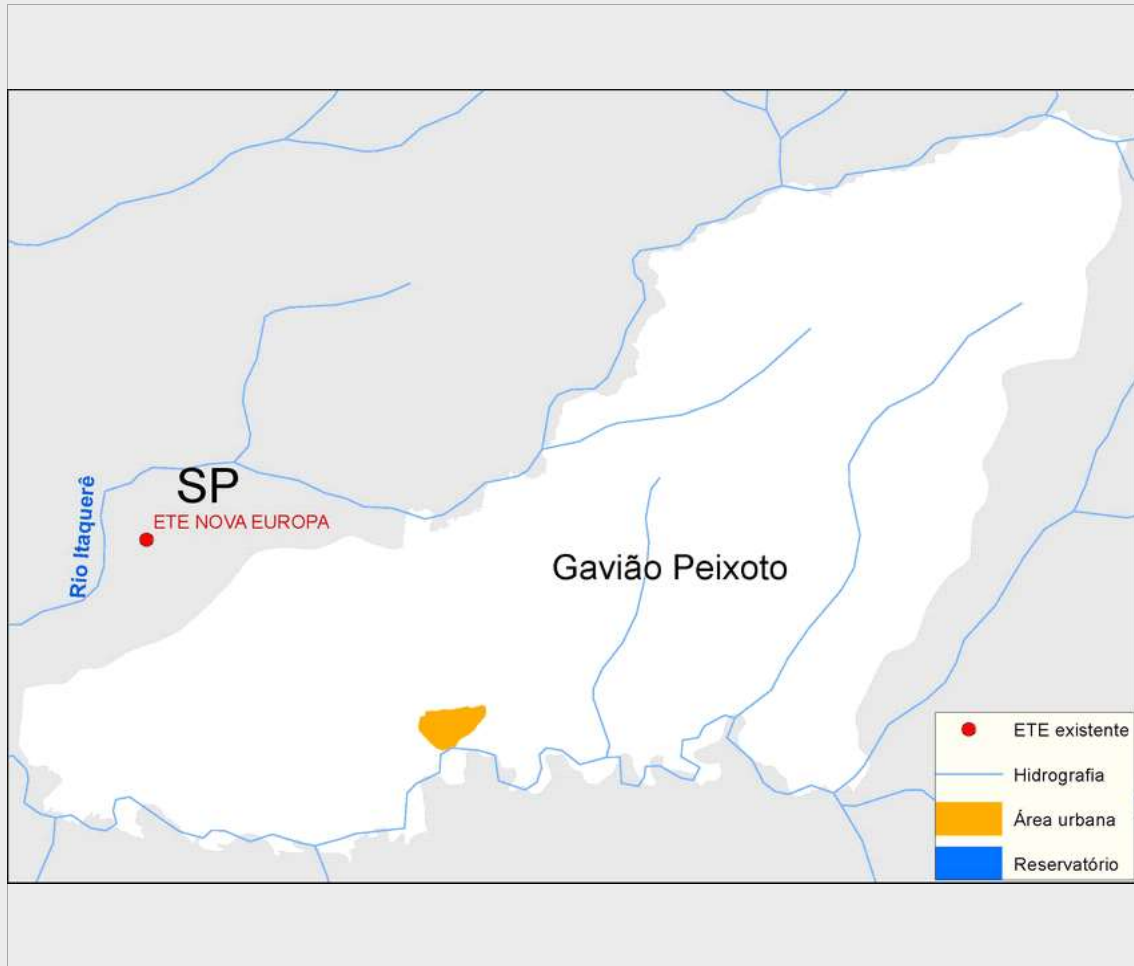 SP
ETE NOVA EUROPA
Rio Itaquerê
Gavião Peixoto
ETE existente
Hidrografia
Área urbana
Reservatório